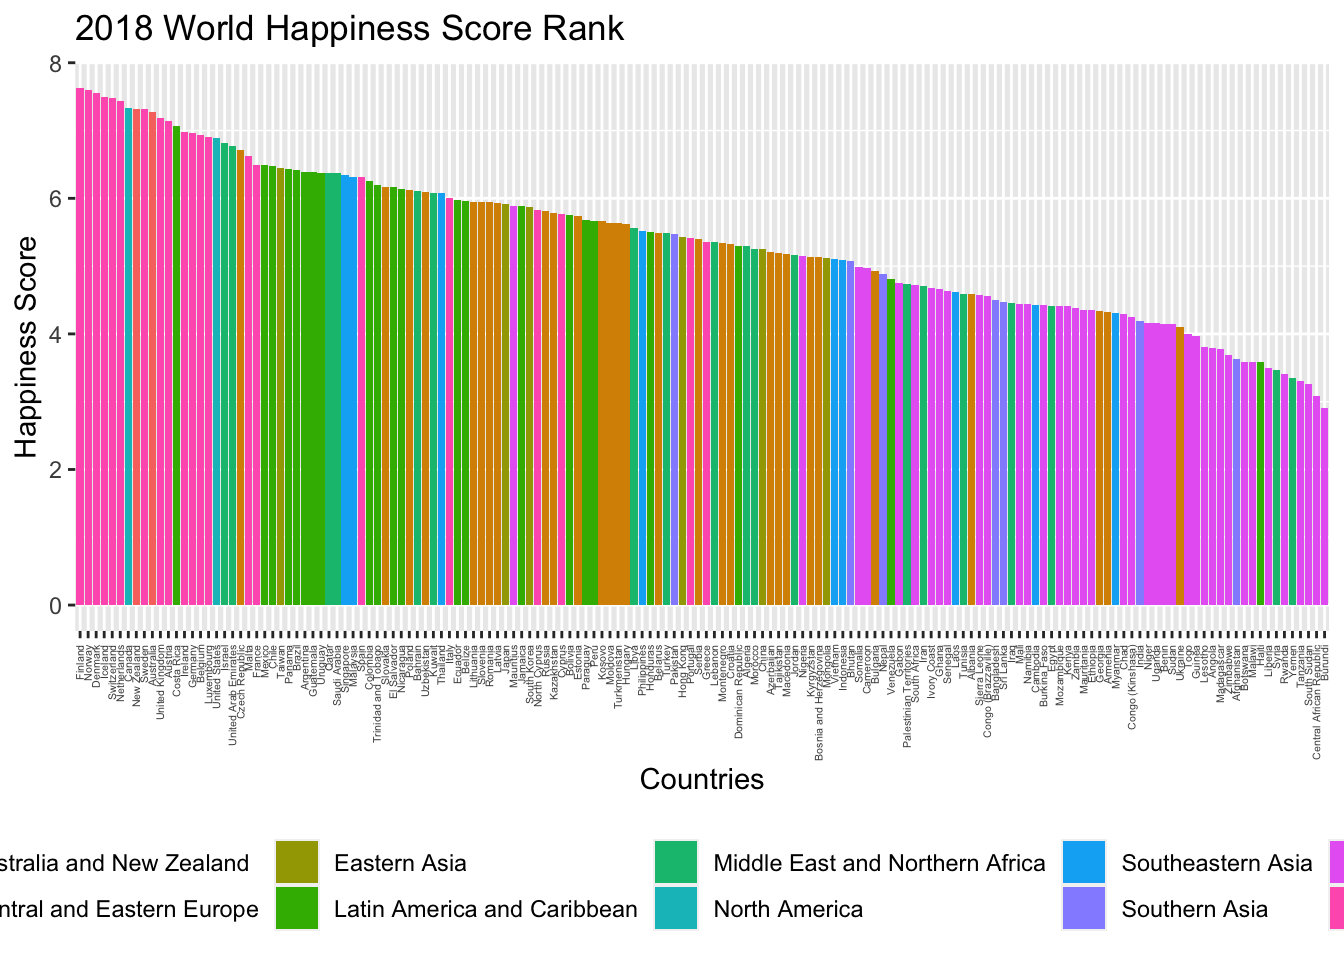 2018 World Happiness Score Rank
8
6
4
2
0
Happiness Score
Finland
Norway
Denmark
Iceland
Switzerland
Netherlands
Canada
New Zealand
Sweden
Australia
United Kingdom
Austria
Costa Rica
Ireland
Germany
Belgium
Luxembourg
United States
Israel
United Arab Emirates
Czech Republic
Malta
France
Mexico
Chile
Taiwan
Panama
Brazil
Argentina
Guatemala
Uruguay
Qatar
Saudi Arabia
Singapore
Malaysia
Spain
Colombia
Trinidad and Tobago
Slovakia
El Salvador
Nicaragua
Poland
Bahrain
Uzbekistan
Kuwait
Thailand
Italy
Ecuador
Belize
Lithuania
Slovenia
Romania
Latvia
Japan
Mauritius
Jamaica
South Korea
North Cyprus
Russia
Kazakhstan
Cyprus
Bolivia
Estonia
Paraguay
Peru
Kosovo
Moldova
Turkmenistan
Hungary
Libya
Philippines
Honduras
Belarus
Turkey
Pakistan
Hong Kong
Portugal
Serbia
Greece
Lebanon
Montenegro
Croatia
Dominican Republic
Algeria
Morocco
China
Azerbaijan
Tajikistan
Macedonia
Jordan
Nigeria
Kyrgyzstan
Bosnia and Herzegovina
Mongolia
Vietnam
Indonesia
Bhutan
Somalia
Cameroon
Bulgaria
Nepal
Venezuela
Gabon
Palestinian Territories
South Africa
Iran
Ivory Coast
Ghana
Senegal
Laos
Tunisia
Albania
Sierra Leone
Congo (Brazzaville)
Bangladesh
Sri Lanka
Iraq
Mali
Namibia
Cambodia
Burkina Faso
Egypt
Mozambique
Kenya
Zambia
Mauritania
Ethiopia
Georgia
Armenia
Myanmar
Chad
Congo (Kinshasa)
India
Niger
Uganda
Benin
Sudan
Ukraine
Togo
Guinea
Lesotho
Angola
Madagascar
Zimbabwe
Afghanistan
Botswana
Malawi
Haiti
Liberia
Syria
Rwanda
Yemen
Tanzania
South Sudan
Central African Republic
Burundi
Countries
stralia and New Zealand
Eastern Asia
Middle East and Northern Africa
Southeastern Asia
ntral and Eastern Europe
Latin America and Caribbean
North America
Southern Asia